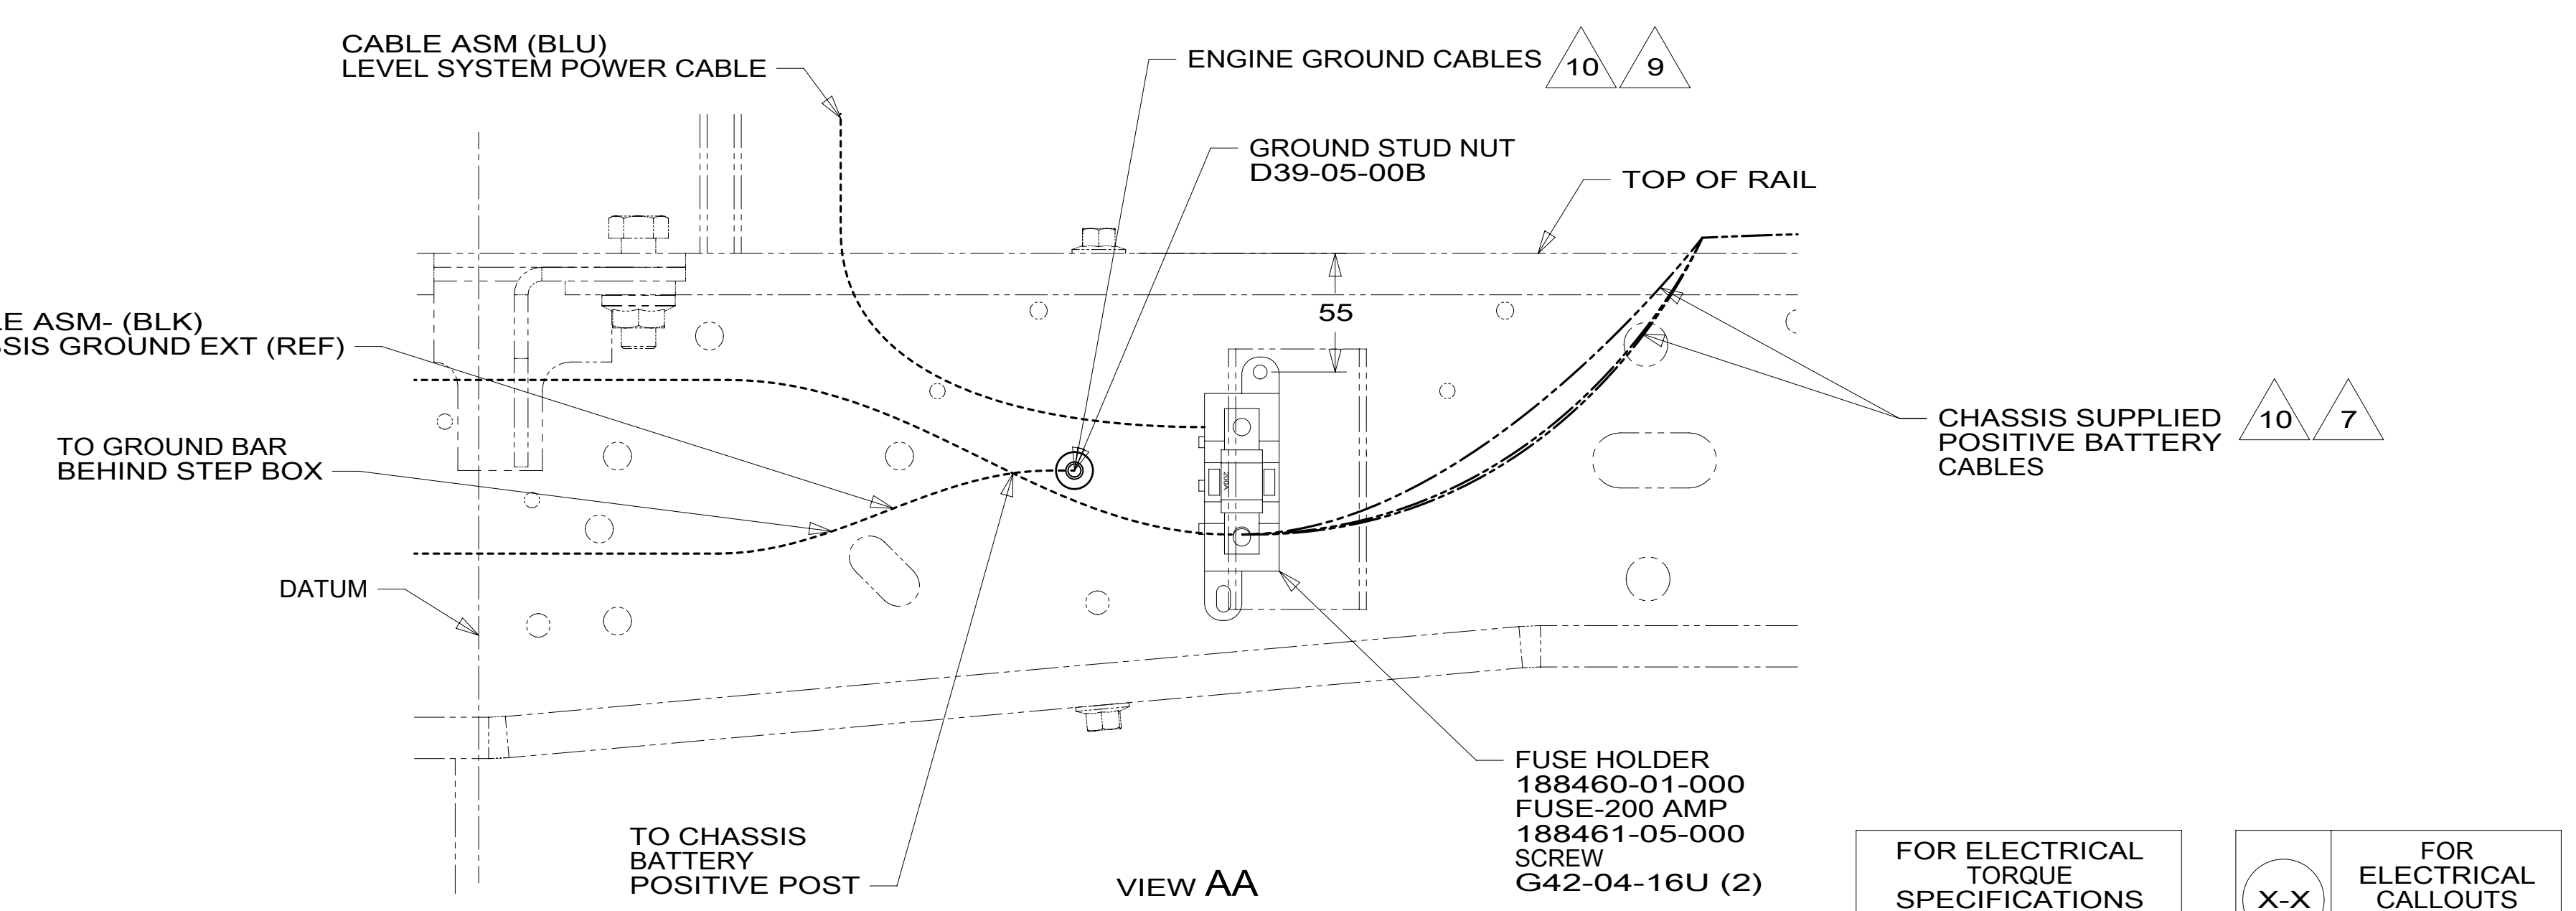 CABLE ASM (BLU)
LEVEL SYSTEM POWER CABLE
ENGINE GROUND CABLES
10
9
GROUND STUD NUT
D39-05-00B
TOP OF RAIL
55
ASM- (BLK)
GROUND EXT (REF)
TO GROUND BAR
BEHIND STEP BOX
200A
CHASSIS SUPPLIED
POSITIVE BATTERY
CABLES
10
7
DATUM
FUSE HOLDER
188460-01-000
FUSE-200 AMP
188461-05-000
SCREW
G42-04-16U (2)
TO CHASSIS
BATTERY
POSITIVE POST
VIEW AA
FOR ELECTRICAL
TORQUE
SPECIFICATIONS
X-X
FOR
ELECTRICAL
CALLOUTS